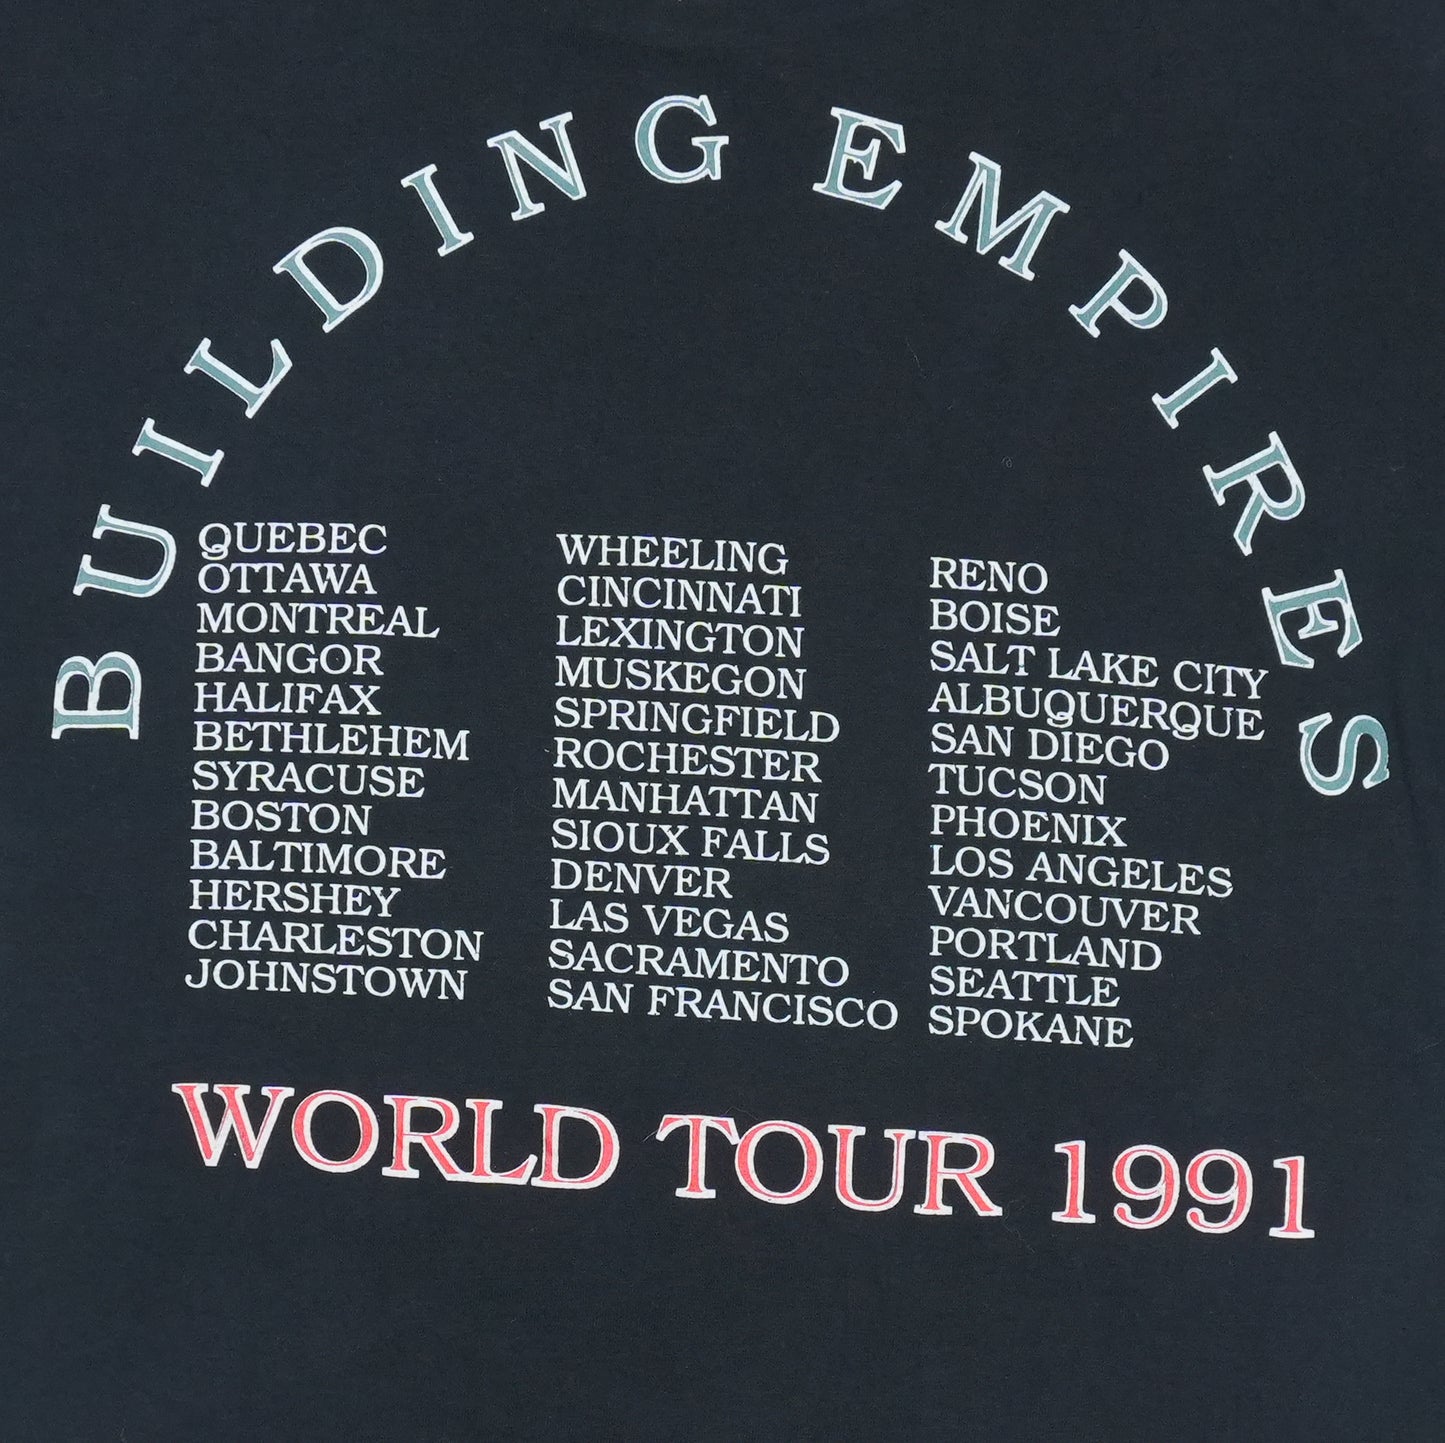 BUILDING EMPIRES
QUEBEC
OTTAWA
MONTREAL
BANGOR
HALIFAX
BETHLEHEM
SYRACUSE
BOSTON
BALTIMORE
HERSHEY
CHARLESTON
JOHNSTOWN
WHEELING
CINCINNATI
LEXINGTON
MUSKEGON
SPRINGFIELD
ROCHESTER
MANHATTAN
SIOUX FALLS
DENVER
LAS VEGAS
SACRAMENTO
SAN FRANCISCO
RENO
BOISE
SALT LAKE CITY
ALBUQUERQUE
SAN DIEGO
TUCSON
PHOENIX
LOS ANGELES
VANCOUVER
PORTLAND
SEATTLE
SPOKANE
WORLD TOUR 1991